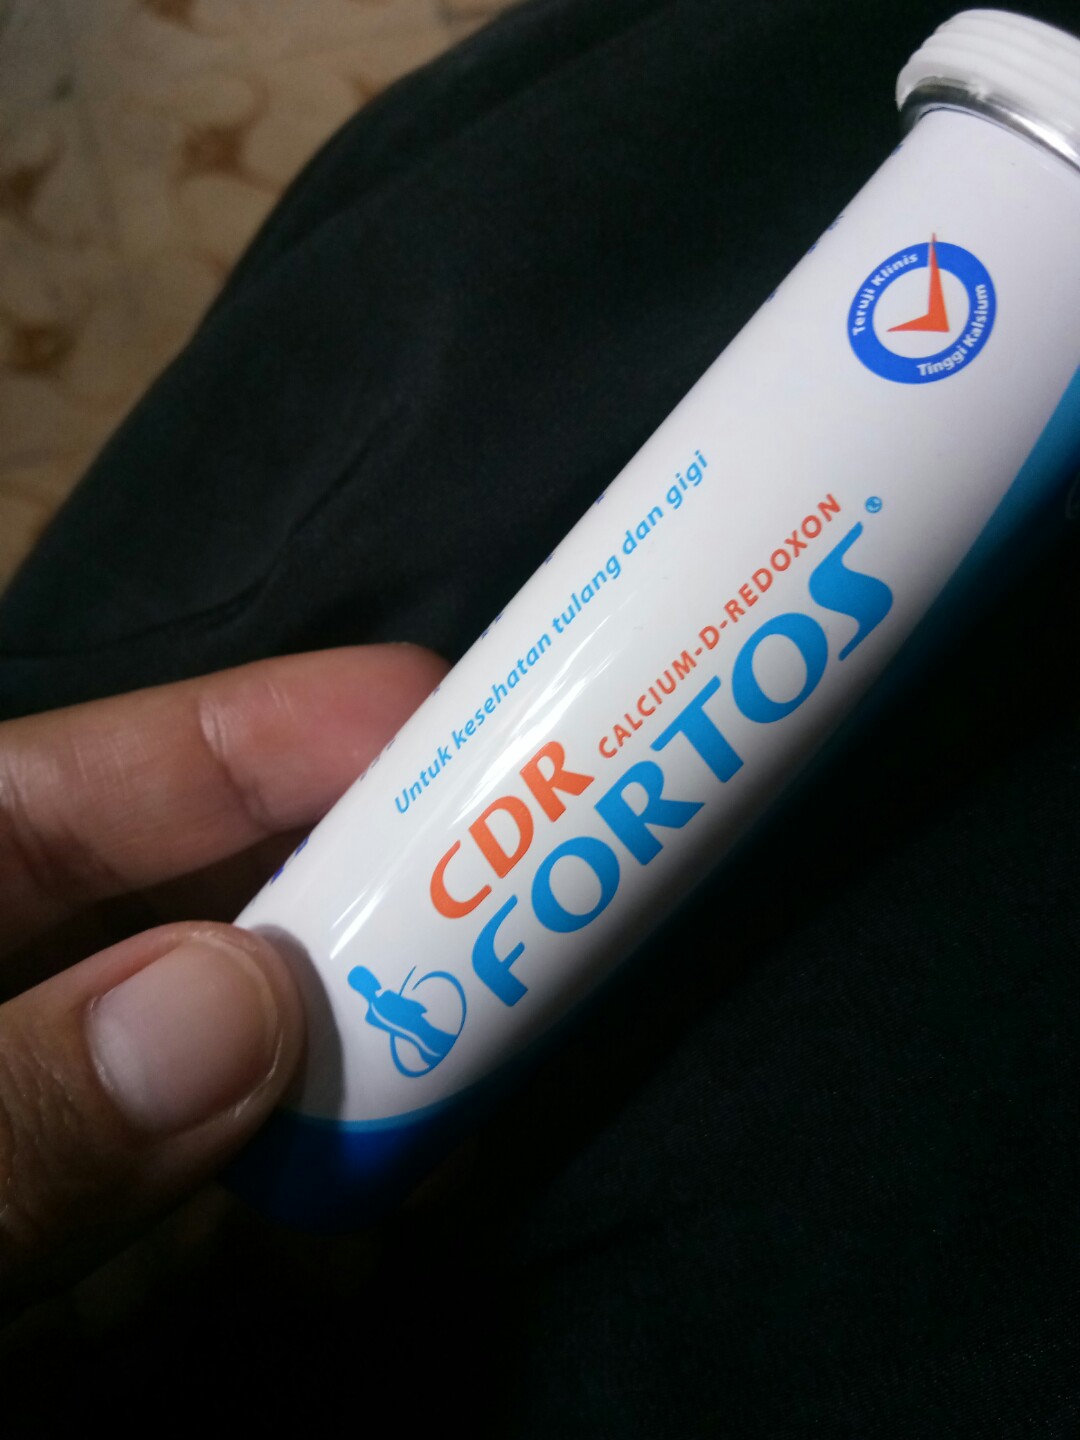 Teruji Klinis
Tinggi Kalsium
Untuk kesehatan tulang dan gigi
CDR CALCIUM-D-REDOXON
FORTOS®